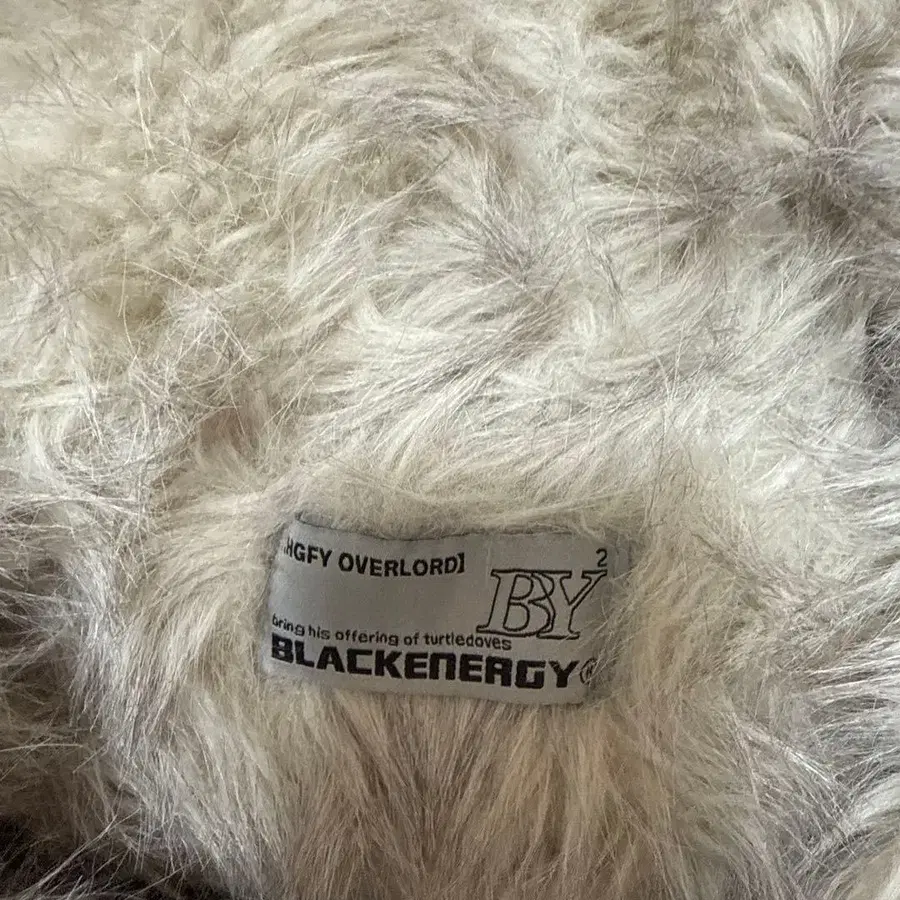 HGFY OVERLORD]
2
BY
bring his offering of turtledoves
BLACKENERGY®